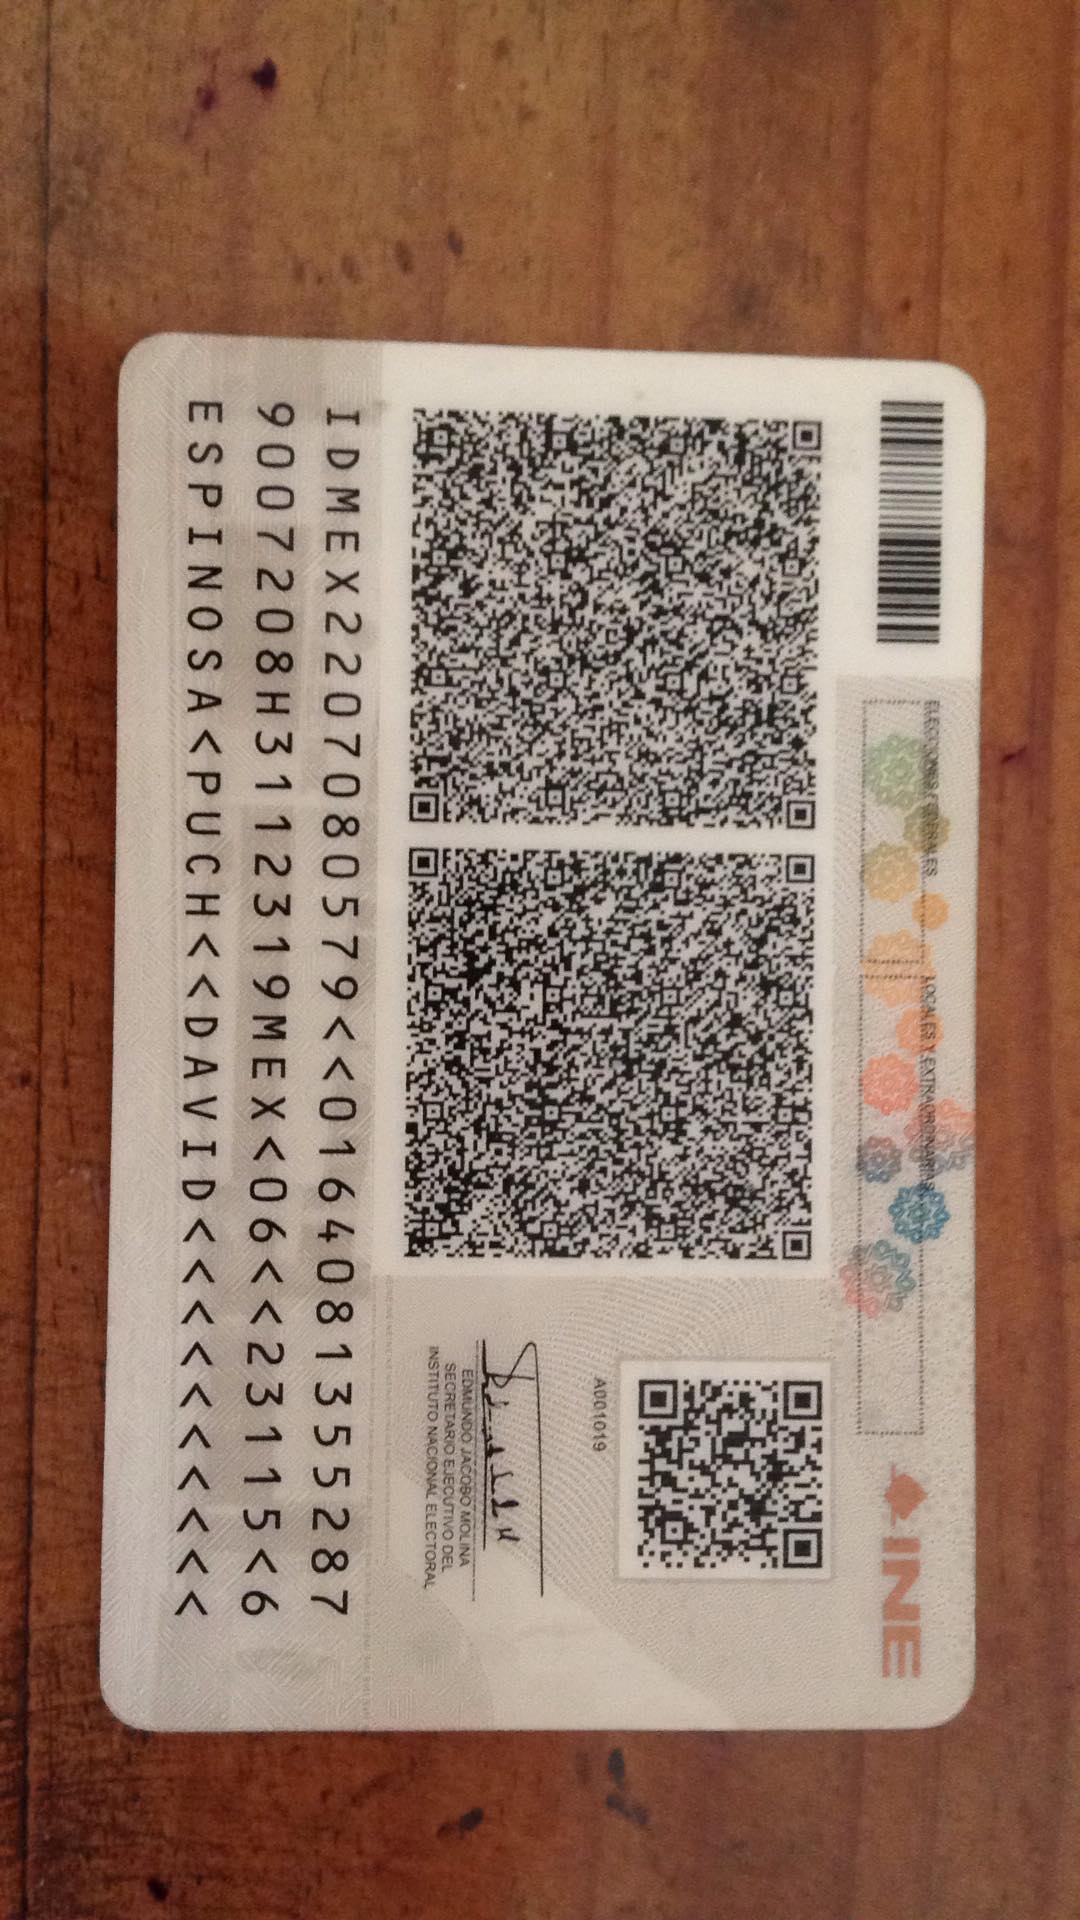 ELECCIONES FEDERALES
LOCALES Y EXTRAORDINARIAS
INE
A001019
EDMUNDO JACOBO MOLINA
SECRETARIO EJECUTIVO DEL
INSTITUTO NACIONAL ELECTORAL
IDMEX2207080579<<0164081355287
9007208H3112319MEX<06<<23115<6
ESPINOSA<PUCH<<DAVID<<<<<<<<<<